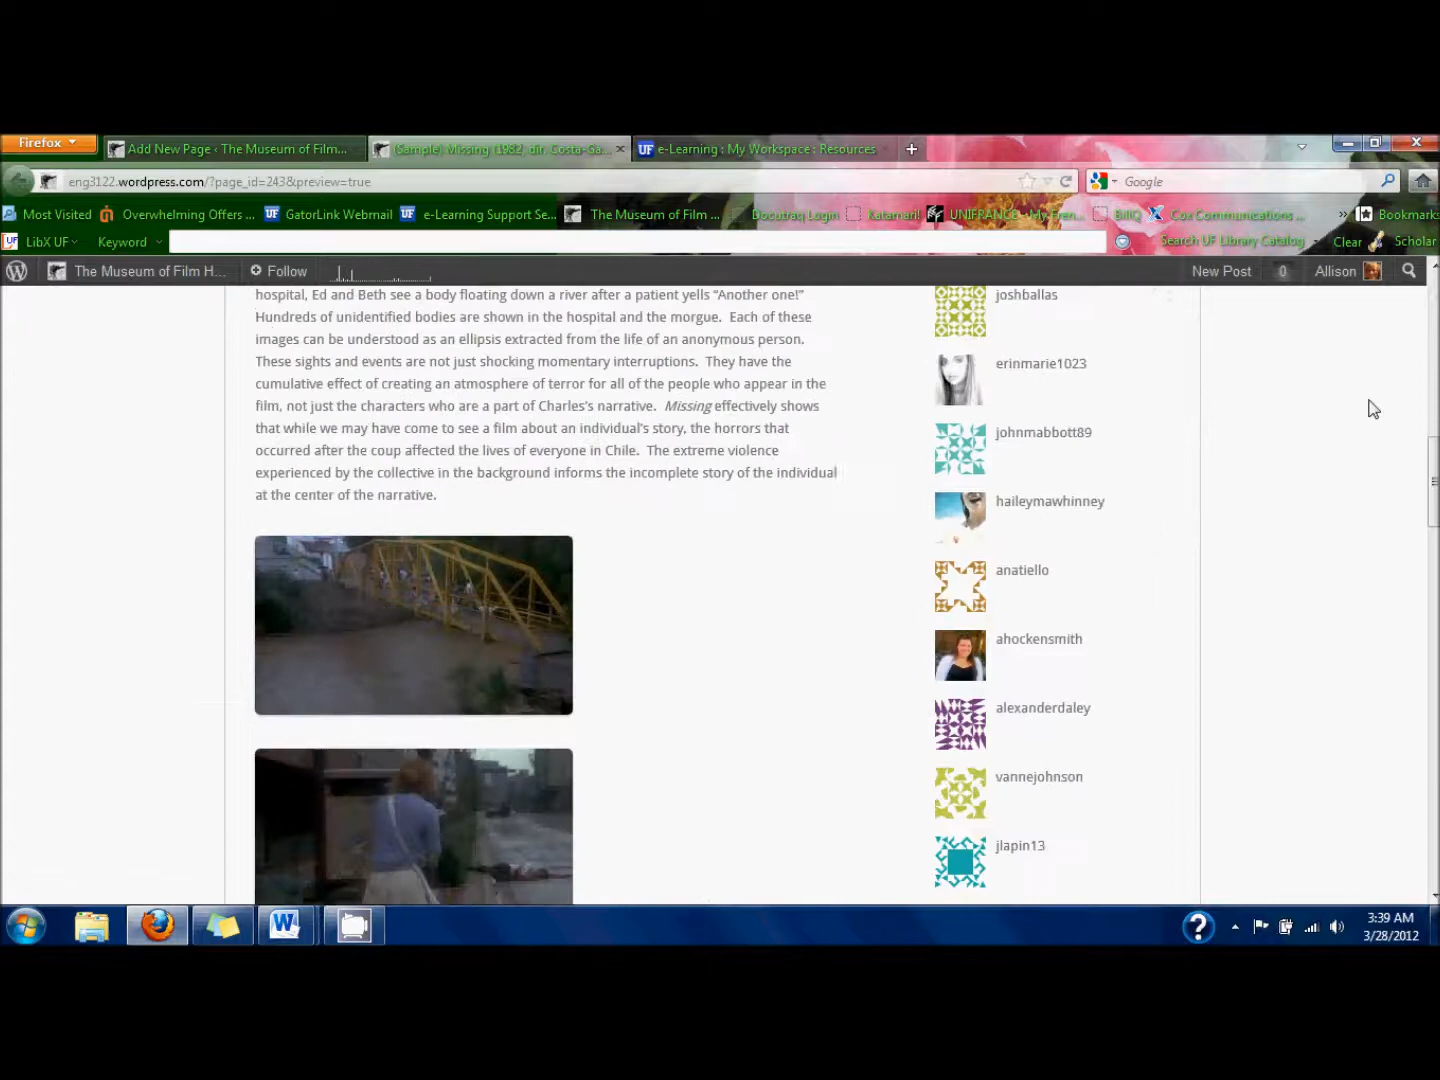 Firefox
Add New Page ‹ The Museum of Film...
(Sample) Missing (1982, dir. Costa-Ga...
UF e-Learning : My Workspace : Resources
eng3122.wordpress.com/?page_id=243&preview=true
Google
Most Visited
Overwhelming Offers ...
UF GatorLink Webmail
UF e-Learning Support Se...
The Museum of Film ...
Docutraq Login
Katamari!
UNIFRANCE - My Fren...
BillQ
Cox Communications ...
»
Bookmarks
UF LibX UF
Keyword
Search UF Library Catalog
Clear
Scholar
The Museum of Film H...
Follow
New Post
0
Allison
hospital, Ed and Beth see a body floating down a river after a patient yells “Another one!”
Hundreds of unidentified bodies are shown in the hospital and the morgue. Each of these
images can be understood as an ellipsis extracted from the life of an anonymous person.
These sights and events are not just shocking momentary interruptions. They have the
cumulative effect of creating an atmosphere of terror for all of the people who appear in the
film, not just the characters who are a part of Charles’s narrative. Missing effectively shows
that while we may have come to see a film about an individual’s story, the horrors that
occurred after the coup affected the lives of everyone in Chile. The extreme violence
experienced by the collective in the background informs the incomplete story of the individual
at the center of the narrative.
joshballas
erinmarie1023
johnmabbott89
haileymawhinney
anatiello
ahockensmith
alexanderdaley
vannejohnson
jlapin13
3:39 AM
3/28/2012